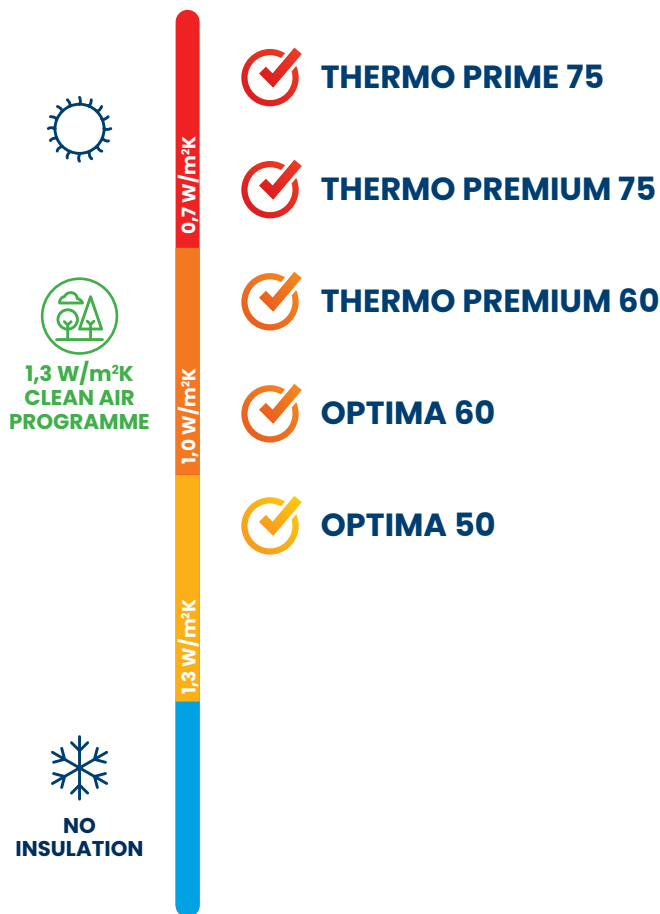 THERMO PRIME 75
0,7 W/m²K
THERMO PREMIUM 75
THERMO PREMIUM 60
1,3 W/m²K
CLEAN AIR
PROGRAMME
1,0 W/m²K
OPTIMA 60
OPTIMA 50
1,3 W/m²K
NO
INSULATION